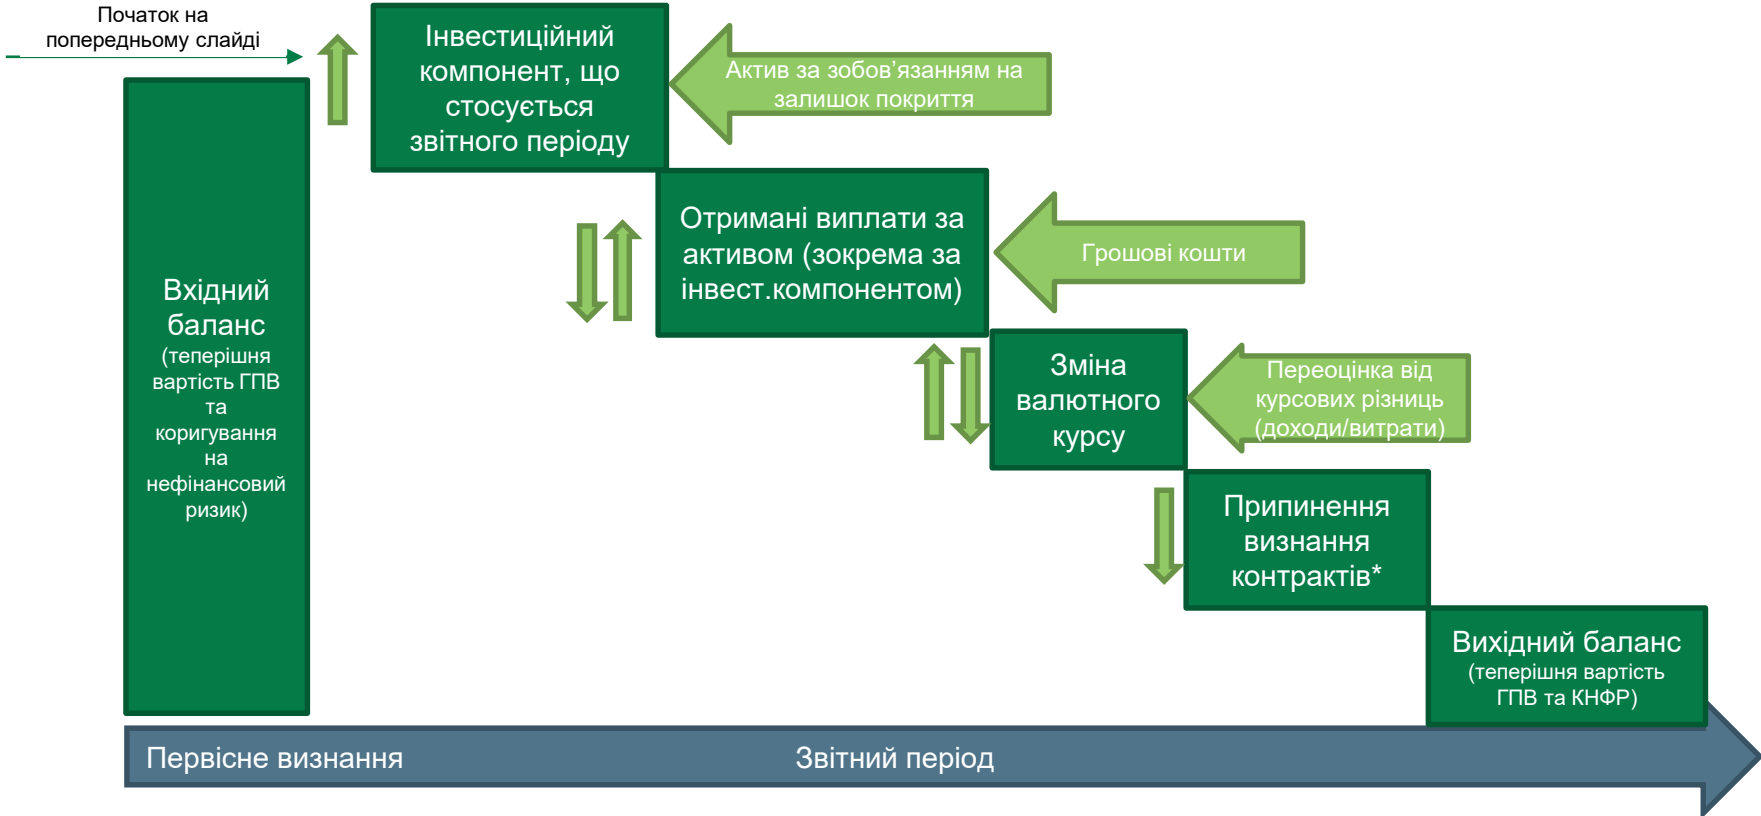 Початок на
попередньому слайді
Інвестиційний
компонент, що
стосується
звітного періоду
Актив за зобов’язанням на
залишок покриття
Отримані виплати за
активом (зокрема за
інвест.компонентом)
Грошові кошти
Вхідний
баланс
(теперішня
вартість ГПВ
та
коригування
на
нефінансовий
ризик)
Зміна
валютного
курсу
Переоцінка від
курсових різниць
(доходи/витрати)
Припинення
визнання
контрактів*
Вихідний баланс
(теперішня вартість
ГПВ та КНФР)
Первісне визнання
Звітний період